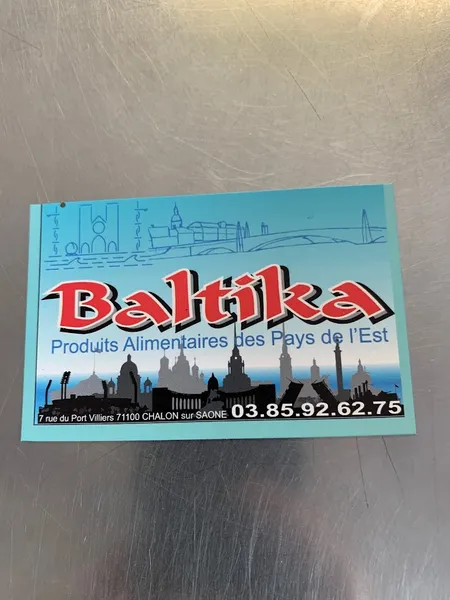 Baltika
Produits Alimentaires des Pays de l'Est
7 rue du Port Villiers 71100 CHALON sur SAONE 03.85.92.62.75